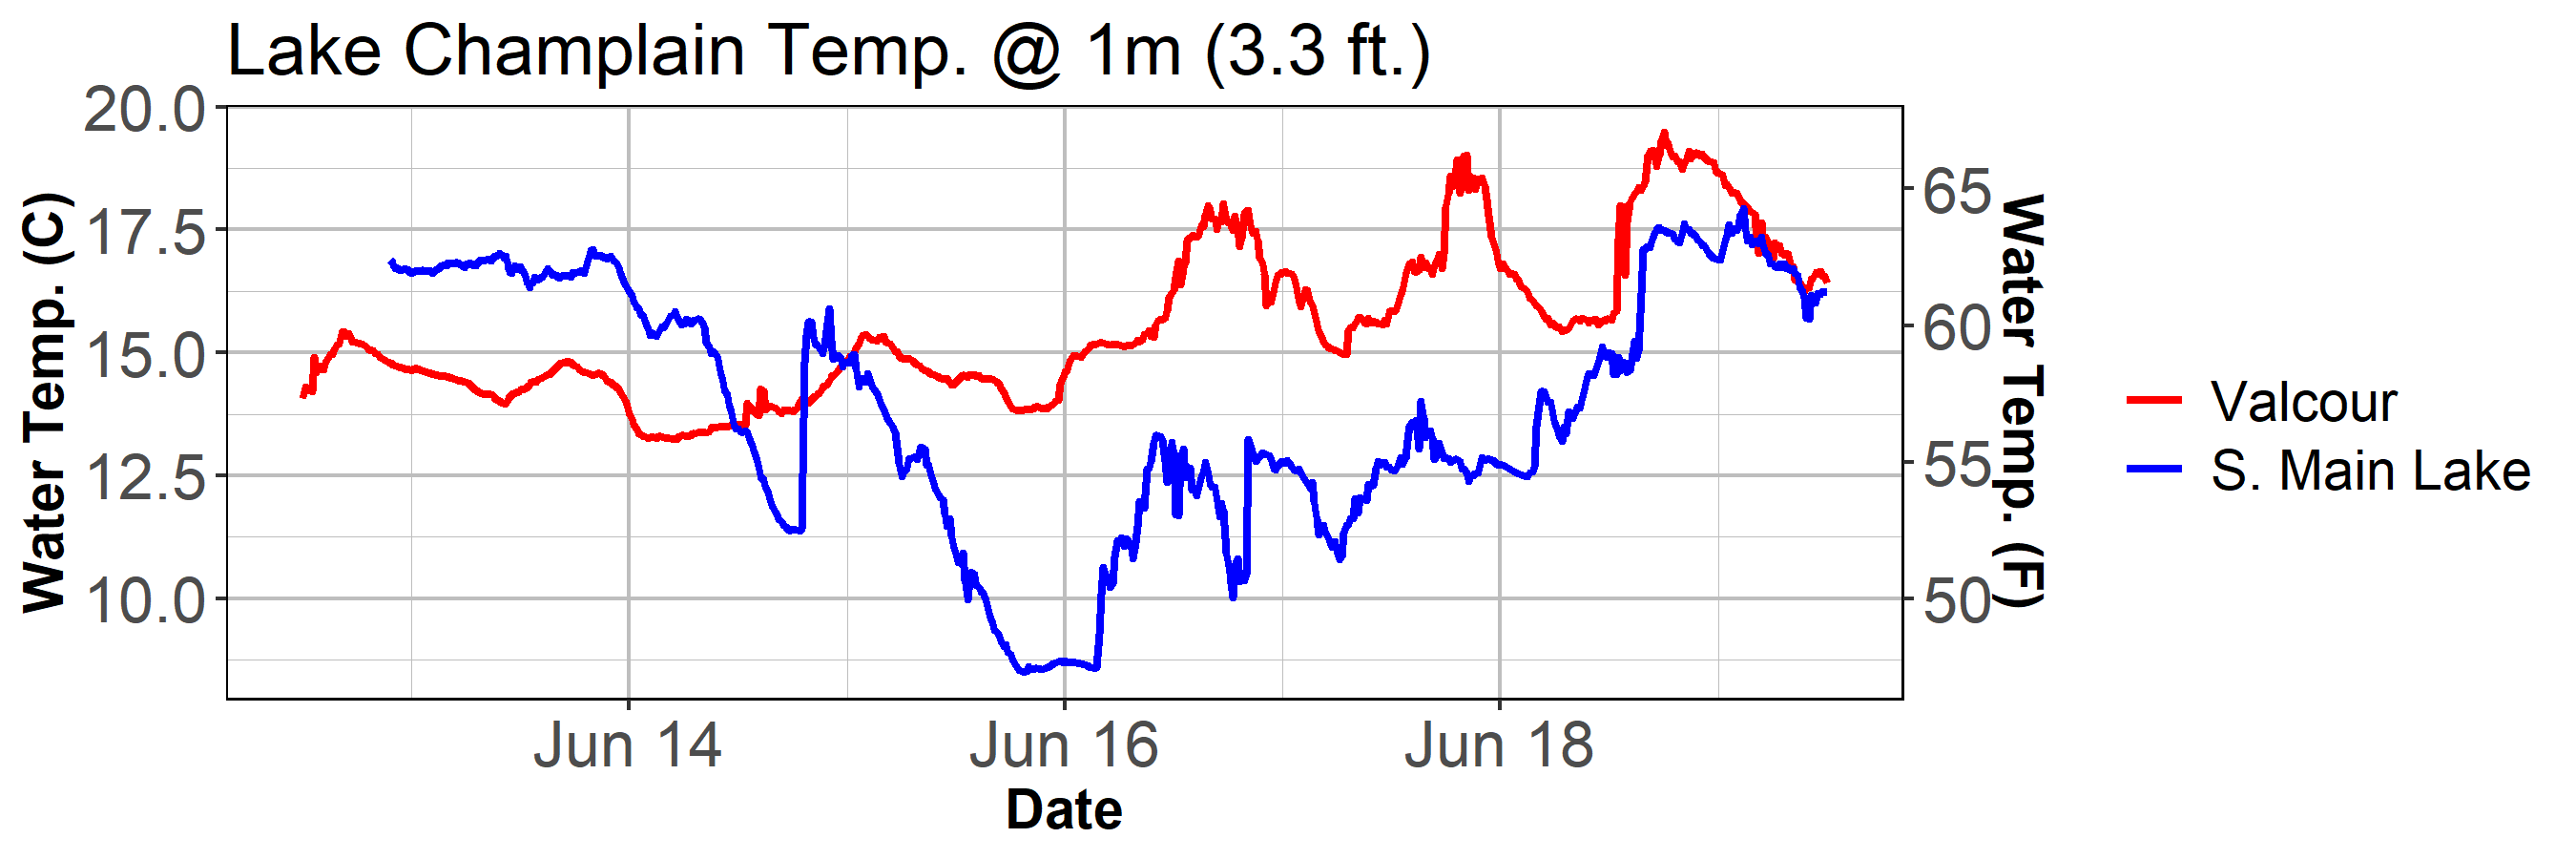 Lake Champlain Temp. @ 1m (3.3 ft.)
Water Temp. (C)
20.0
17.5
15.0
12.5
10.0
65
60
55
50
Water Temp. (F)
Jun 14
Jun 16
Jun 18
Date
Valcour
S. Main Lake